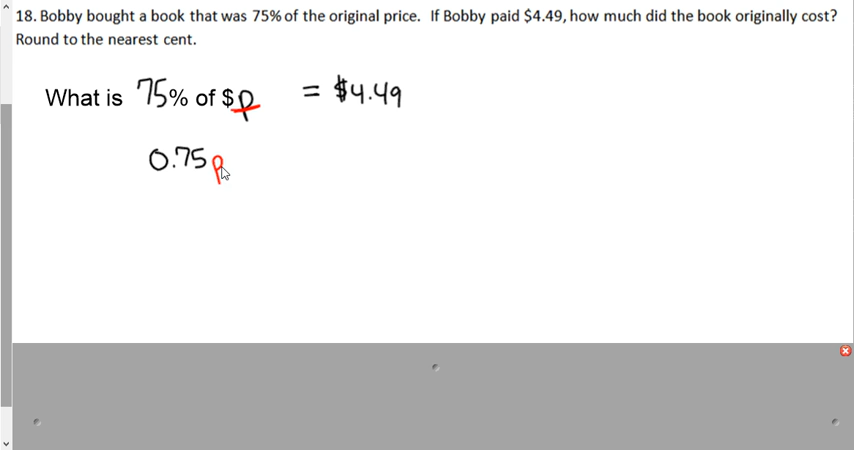 18. Bobby bought a book that was 75% of the original price. If Bobby paid $4.49, how much did the book originally cost?
Round to the nearest cent.
What is 75% of $p = $4.49
0.75p